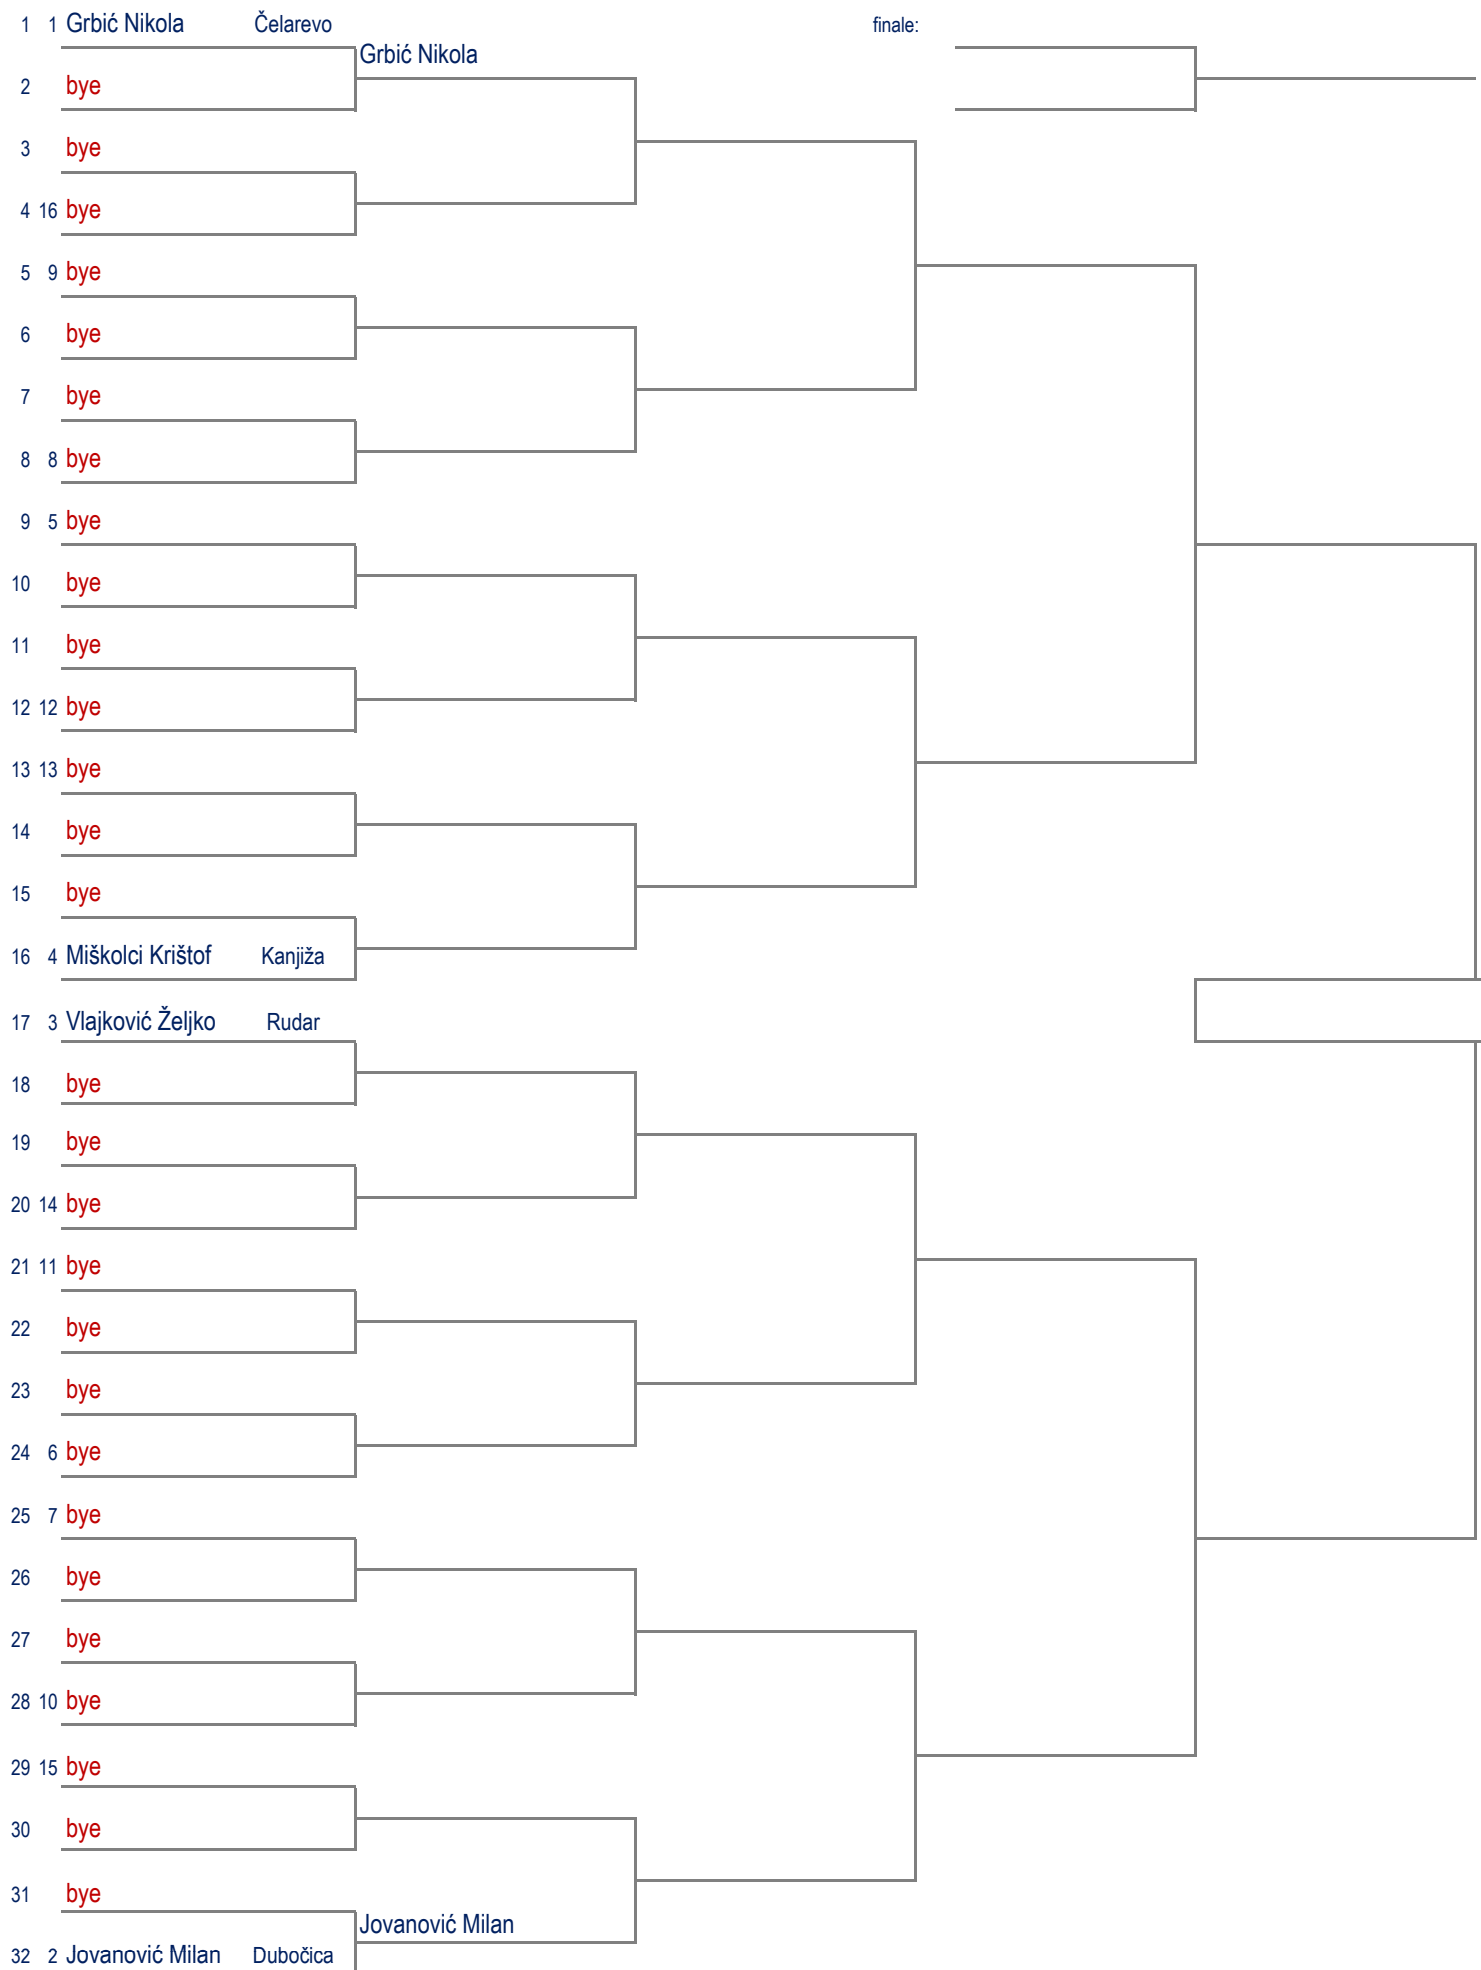 1 1 Grbić Nikola Čelarevo finale:
Grbić Nikola
2 bye
3 bye
4 16 bye
5 9 bye
6 bye
7 bye
8 8 bye
9 5 bye
10 bye
11 bye
12 12 bye
13 13 bye
14 bye
15 bye
16 4 Miškolci Krištof Kanjiža
17 3 Vlajković Željko Rudar
18 bye
19 bye
20 14 bye
21 11 bye
22 bye
23 bye
24 6 bye
25 7 bye
26 bye
27 bye
28 10 bye
29 15 bye
30 bye
31 bye
Jovanović Milan
32 2 Jovanović Milan Dubočica